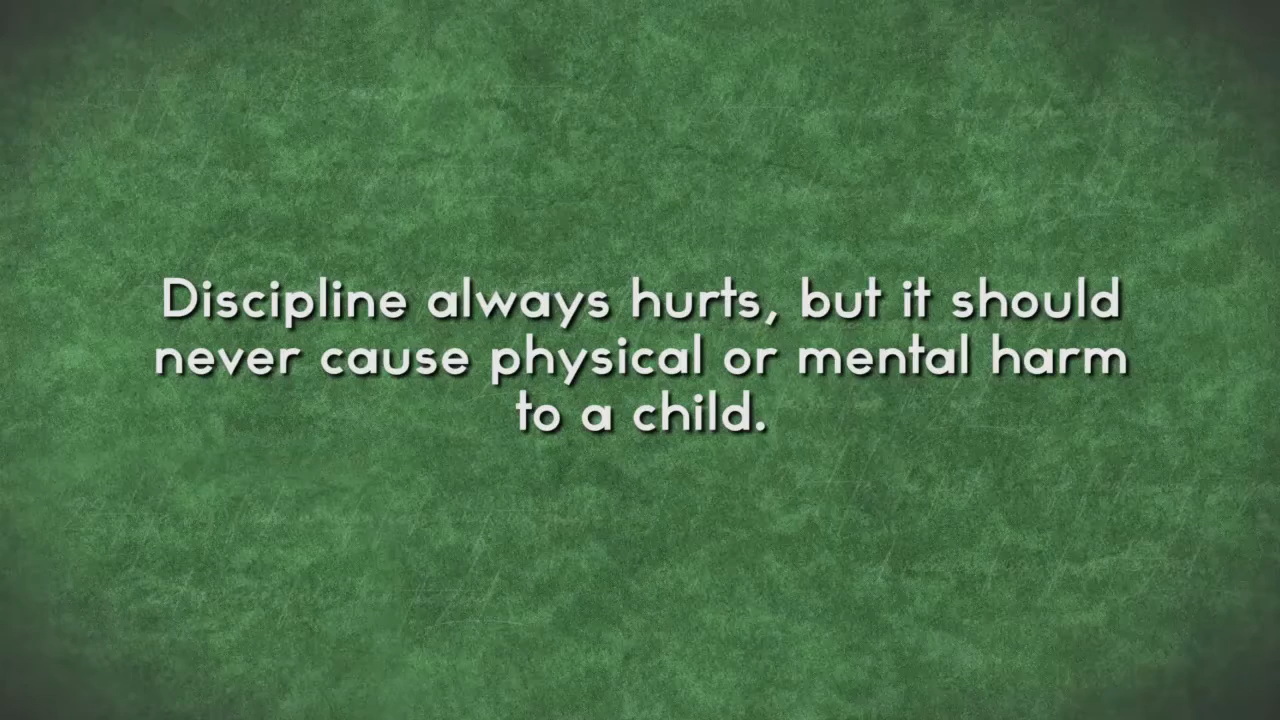 Discipline always hurts, but it should
never cause physical or mental harm
to a child.